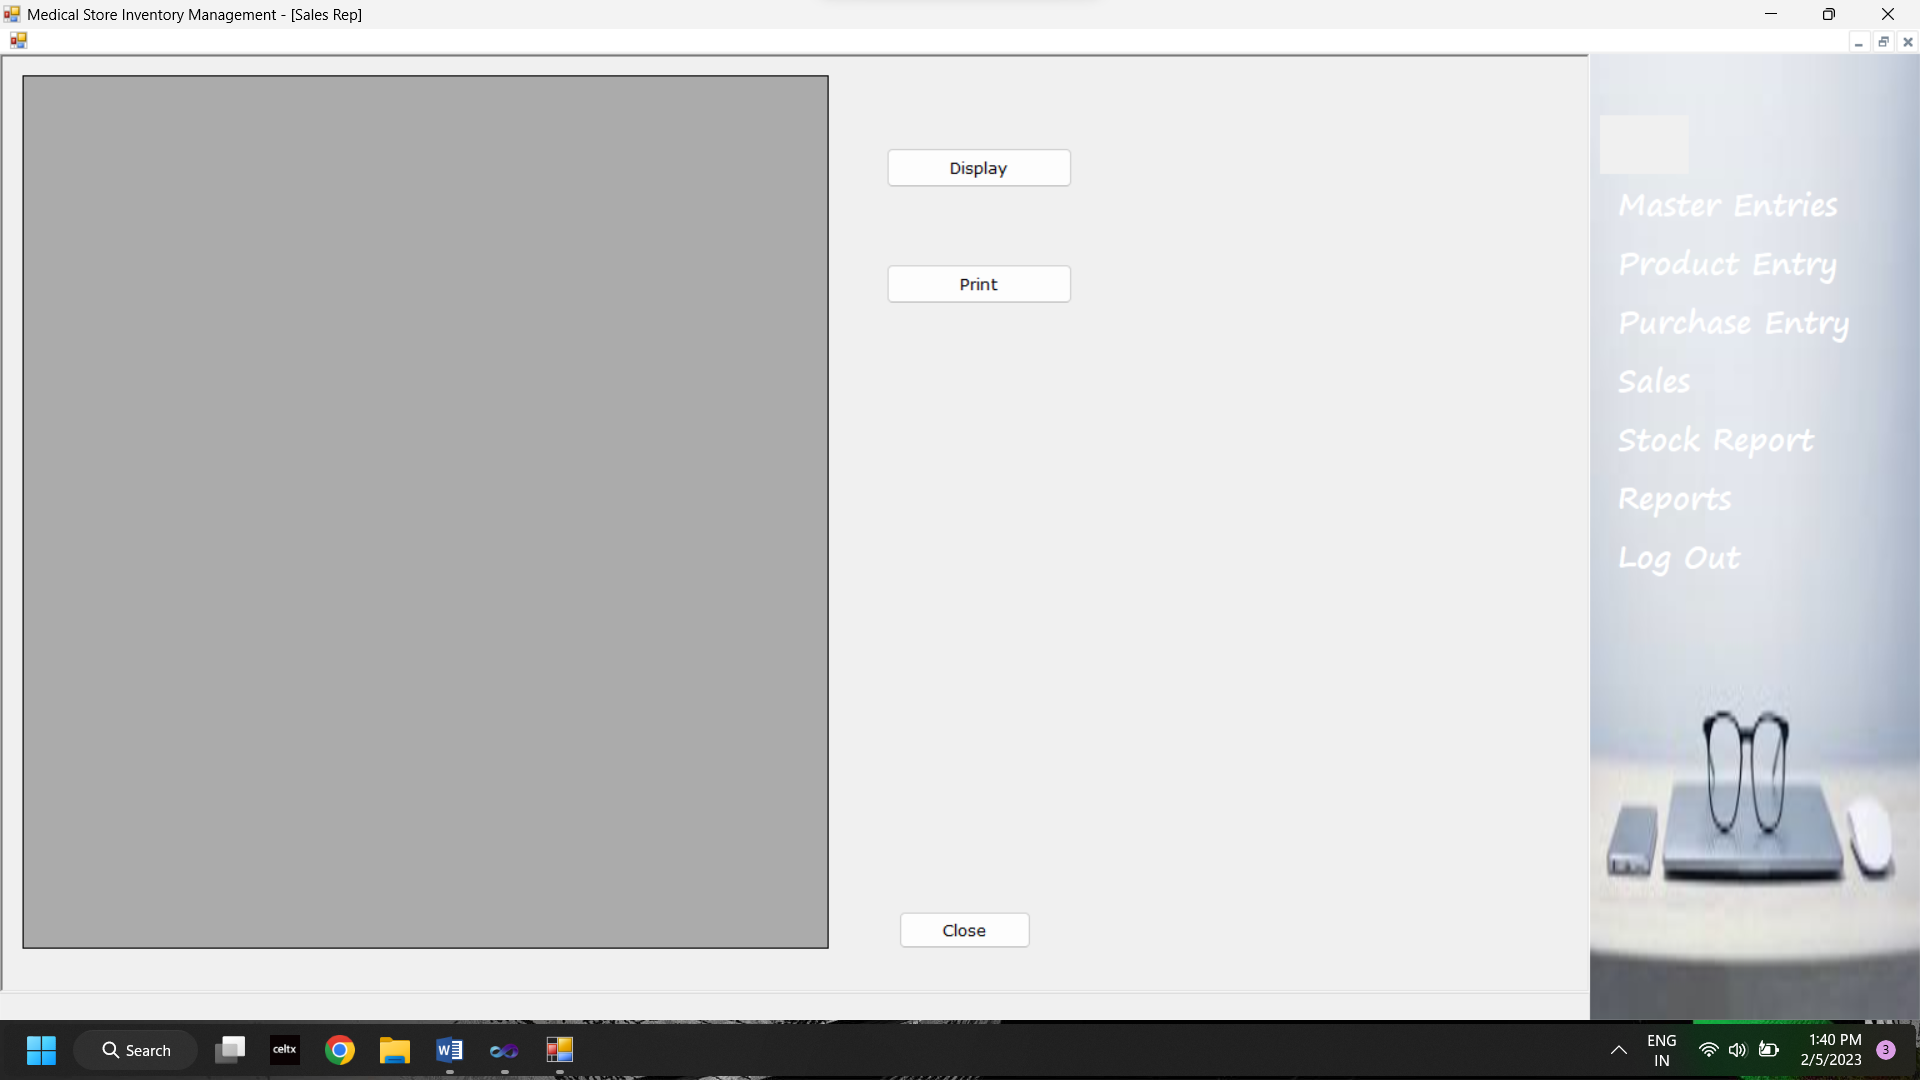 Medical Store Inventory Management - [Sales Rep]
Display
Print
Close
Master Entries
Product Entry
Purchase Entry
Sales
Stock Report
Reports
Log Out
Search
celtx
W
ENG
IN
1:40 PM
2/5/2023
3